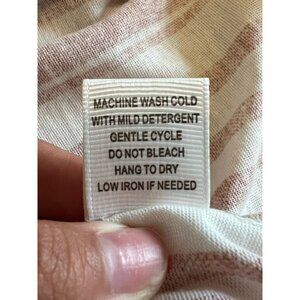 MACHINE WASH COLD
WITH MILD DETERGENT
GENTLE CYCLE
DO NOT BLEACH
HANG TO DRY
LOW IRON IF NEEDED